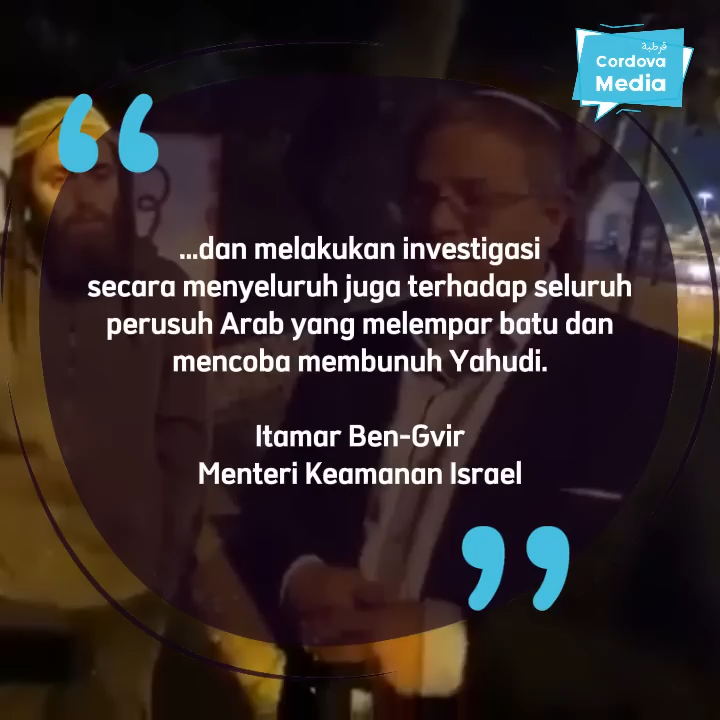 قرطبة
Cordova
Media
...dan melakukan investigasi
secara menyeluruh juga terhadap seluruh
perusuh Arab yang melempar batu dan
mencoba membunuh Yahudi.
Itamar Ben-Gvir
Menteri Keamanan Israel